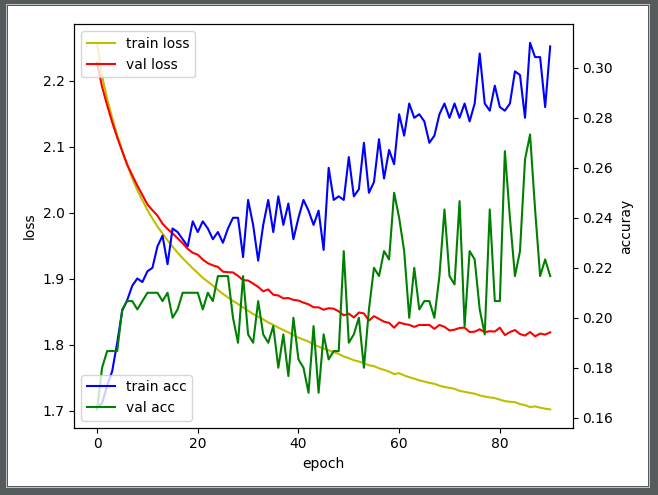 train loss
val loss
train acc
val acc
2.2
2.1
2.0
1.9
1.8
1.7
loss
0.30
0.28
0.26
0.24
0.22
0.20
0.18
0.16
accuray
0
20
40
60
80
epoch